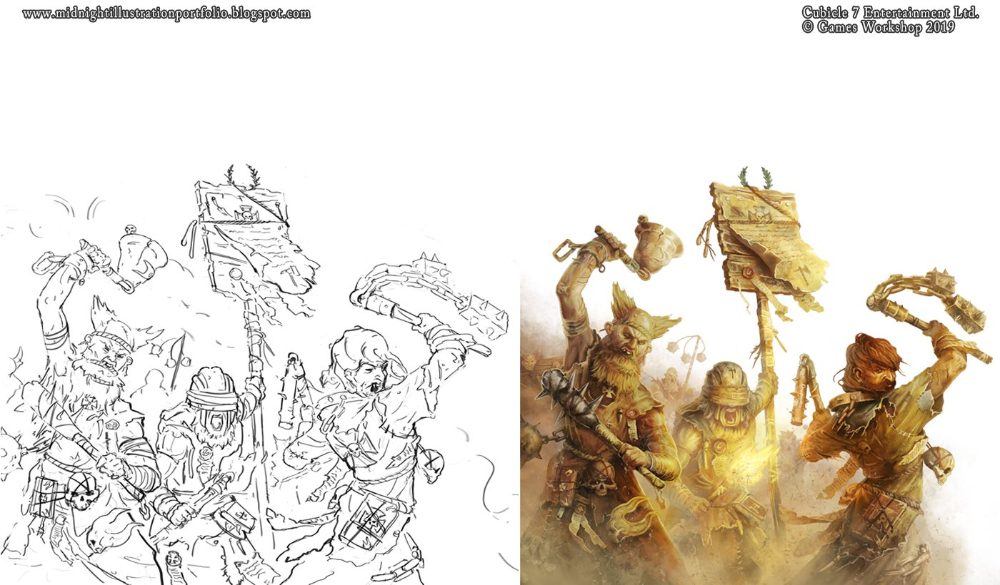 www.midnightillustrationportfolio.blogspot.com
Cubicle 7 Entertainment Ltd.
© Games Workshop 2019